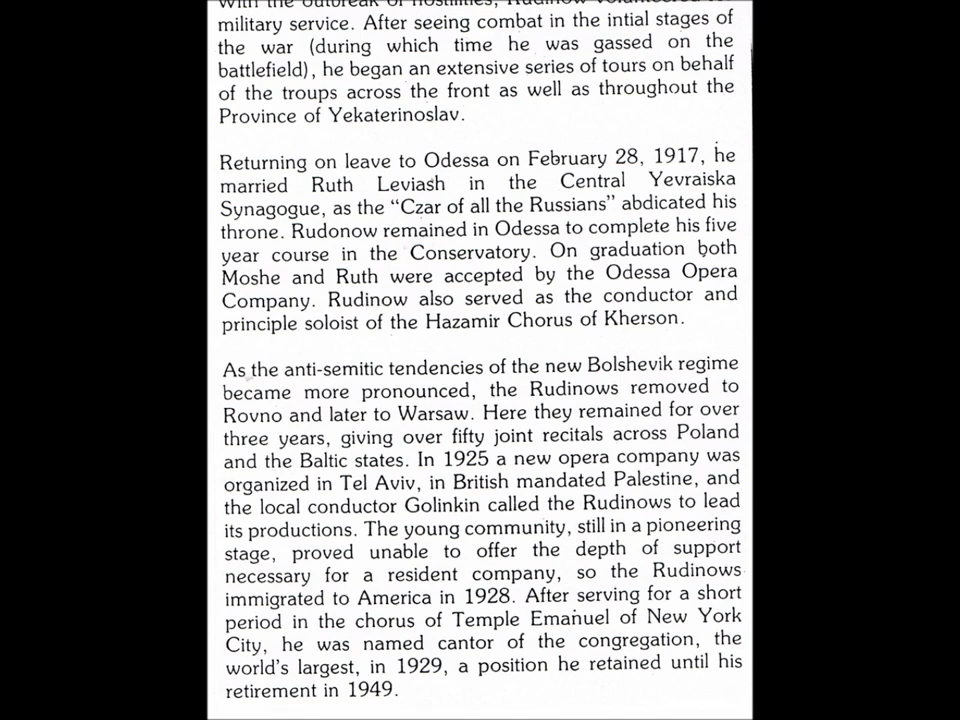 With the outbreak of hostilities, Rudinow volunteered for
military service. After seeing combat in the intial stages of
the war (during which time he was gassed on the
battlefield), he began an extensive series of tours on behalf
of the troops across the front as well as throughout the
Province of Yekaterinoslav.
Returning on leave to Odessa on February 28, 1917, he
married Ruth Leviash in the Central Yevraiska
Synagogue, as the “Czar of all the Russians” abdicated his
throne. Rudonow remained in Odessa to complete his five
year course in the Conservatory. On graduation both
Moshe and Ruth were accepted by the Odessa Opera
Company. Rudinow also served as the conductor and
principle soloist of the Hazamir Chorus of Kherson.
As the anti-semitic tendencies of the new Bolshevik regime
became more pronounced, the Rudinows removed to
Rovno and later to Warsaw. Here they remained for over
three years, giving over fifty joint recitals across Poland
and the Baltic states. In 1925 a new opera company was
organized in Tel Aviv, in British mandated Palestine, and
the local conductor Golinkin called the Rudinows to lead
its productions. The young community, still in a pioneering
stage, proved unable to offer the depth of support
necessary for a resident company, so the Rudinows
immigrated to America in 1928. After serving for a short
period in the chorus of Temple Emanuel of New York
City, he was named cantor of the congregation, the
world’s largest, in 1929, a position he retained until his
retirement in 1949.